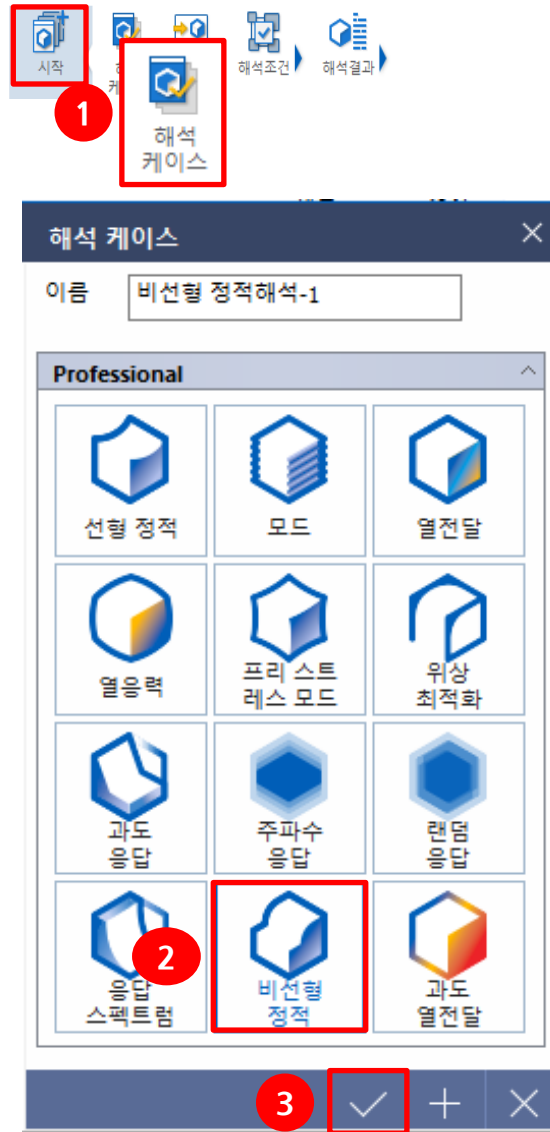 시작
해석조건
해석결과
1
해석
케이스
해석 케이스
이름
비선형 정적해석-1
Professional
선형 정적
모드
열전달
열응력
프리 스트
레스 모드
위상
최적화
과도
응답
주파수
응답
랜덤
응답
2
응답
스펙트럼
비선형
정적
과도
열전달
3